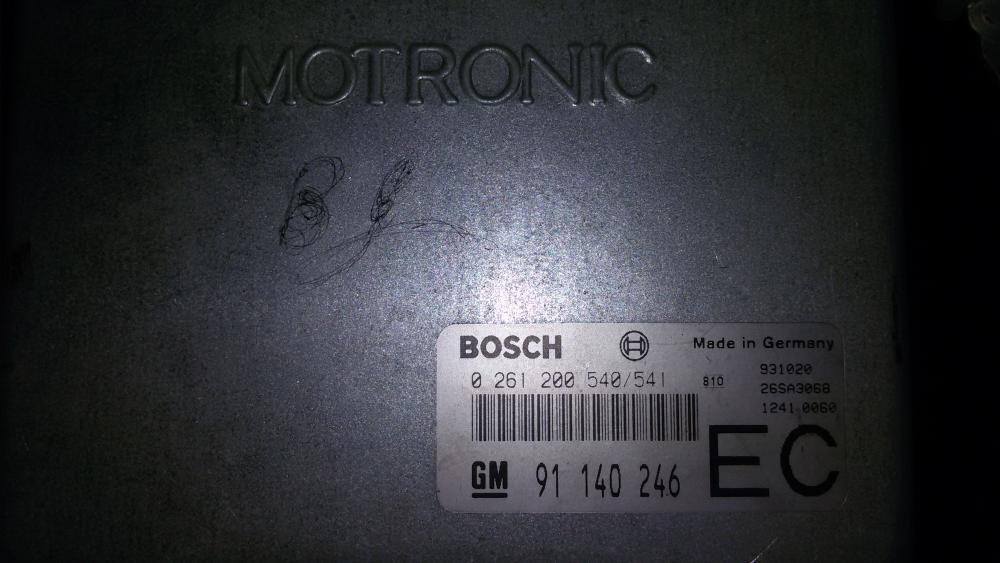 MOTRONIC
BOSCH
Made in Germany
0 261 200 540/541
810
931020
26SA3068
1241 0060
GM 91 140 246
EC